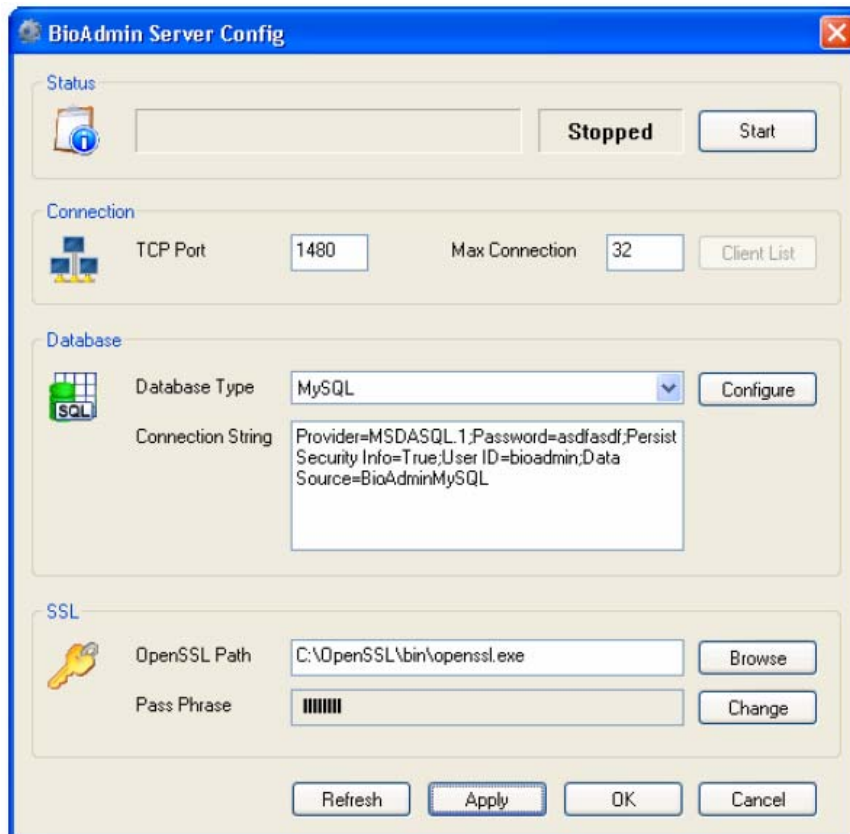 BioAdmin Server Config
Status
Stopped
Start
Connection
TCP Port
1480
Max Connection
32
Client List
Database
SQL
Database Type
MySQL
Configure
Connection String
Provider=MSDASQL.1;Password=asdfasdf;Persist
Security Info=True;User ID=bioadmin;Data
Source=BioAdminMySQL
SSL
OpenSSL Path
C:\OpenSSL\bin\openssl.exe
Browse
Pass Phrase
Change
Refresh
Apply
OK
Cancel